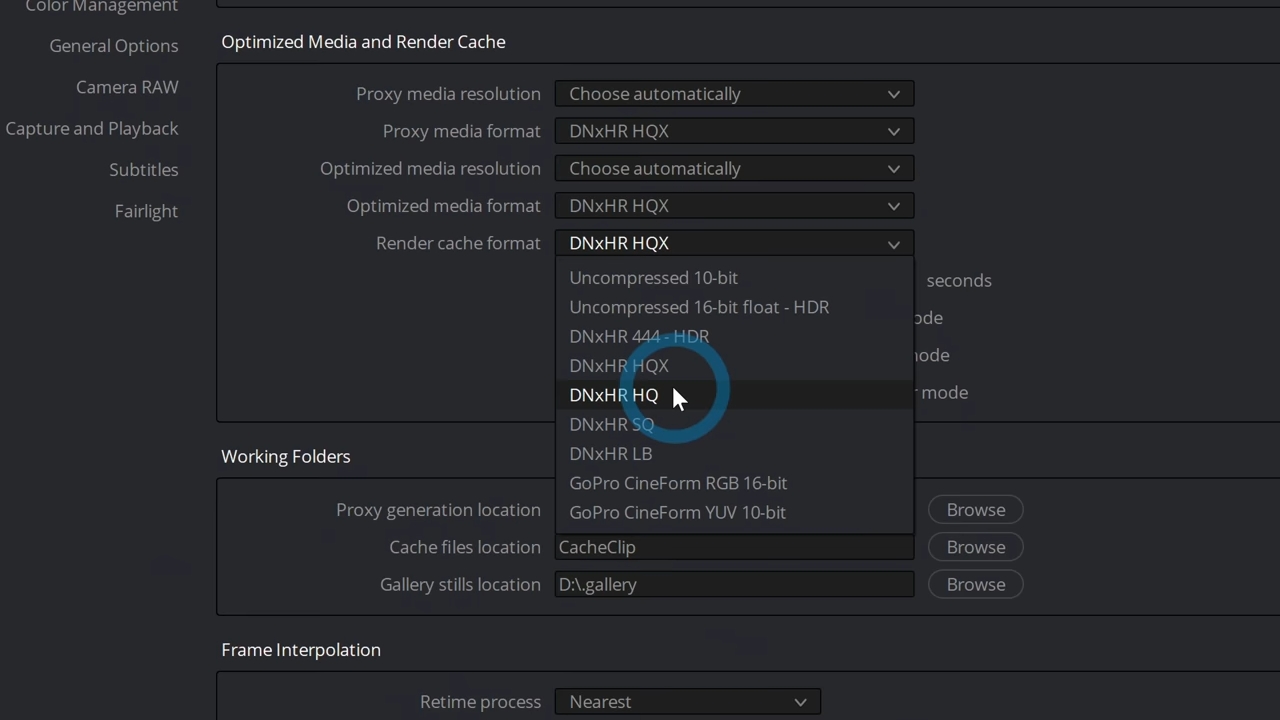 Color Management
General Options
Camera RAW
Capture and Playback
Subtitles
Fairlight
Optimized Media and Render Cache
Proxy media resolution Choose automatically
Proxy media format DNxHR HQX
Optimized media resolution Choose automatically
Optimized media format DNxHR HQX
Render cache format DNxHR HQX
Uncompressed 10-bit
seconds
Uncompressed 16-bit float - HDR
ode
DNxHR 444 - HDR
ode
DNxHR HQX
DNxHR HQ
r mode
DNxHR SQ
DNxHR LB
GoPro CineForm RGB 16-bit
GoPro CineForm YUV 10-bit
Working Folders
Proxy generation location Browse
Cache files location CacheClip Browse
Gallery stills location D:\.gallery Browse
Frame Interpolation
Retime process Nearest